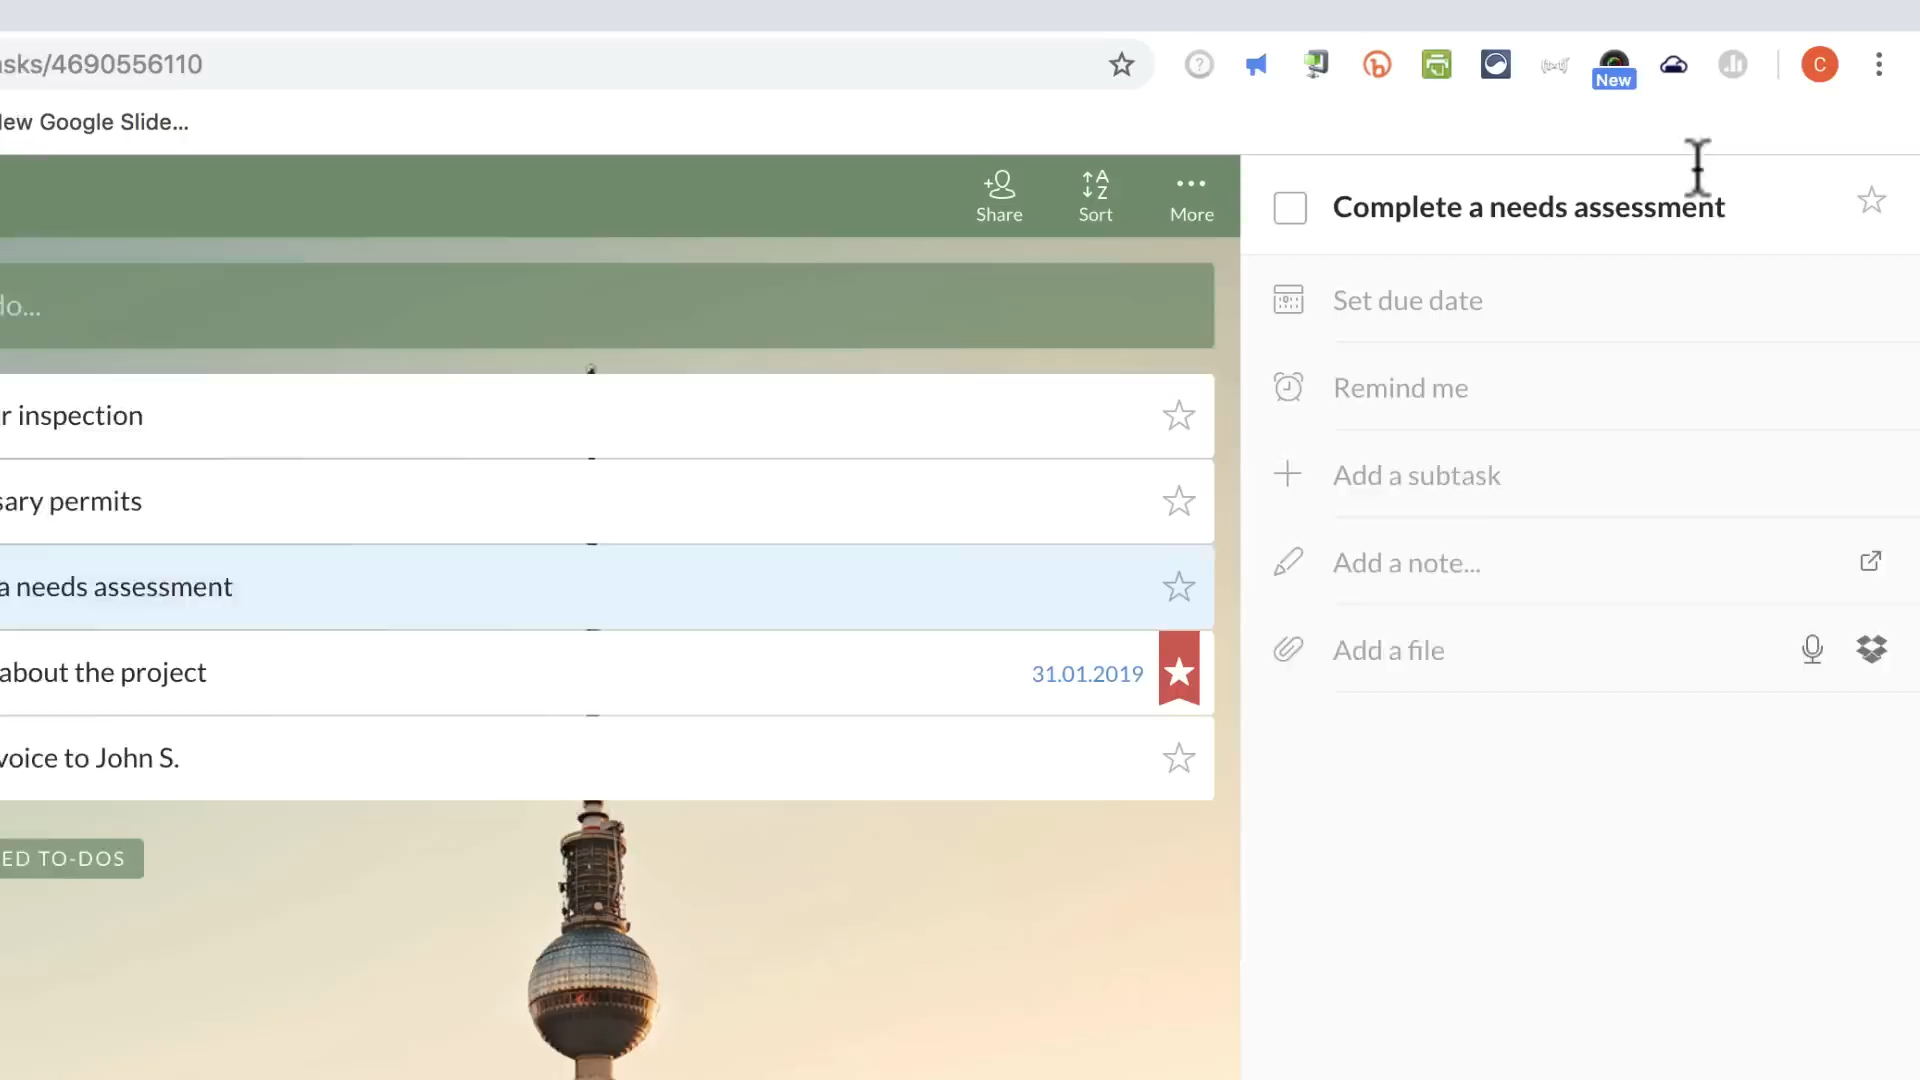 asks/4690556110
New
C
New Google Slide...
Share
Sort
More
Complete a needs assessment
do...
Set due date
r inspection
Remind me
sary permits
Add a subtask
a needs assessment
Add a note...
about the project
31.01.2019
Add a file
voice to John S.
ED TO-DOS